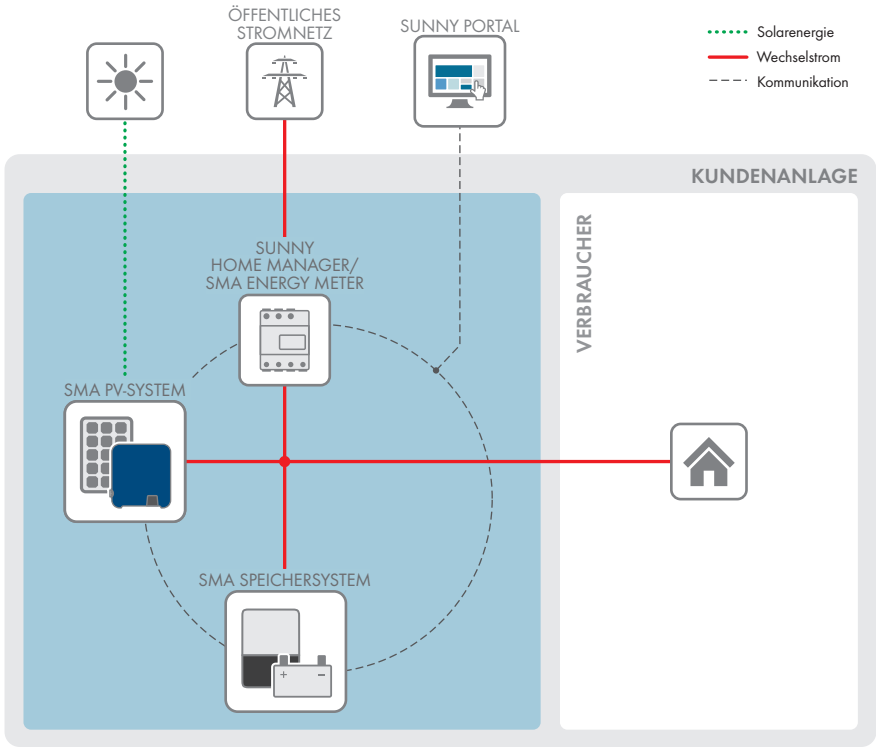 ÖFFENTLICHES
STROMNETZ
SUNNY PORTAL
Solarenergie
Wechselstrom
Kommunikation
KUNDENANLAGE
VERBRAUCHER
SUNNY
HOME MANAGER/
SMA ENERGY METER
SMA PV-SYSTEM
SMA SPEICHERSYSTEM
+ −